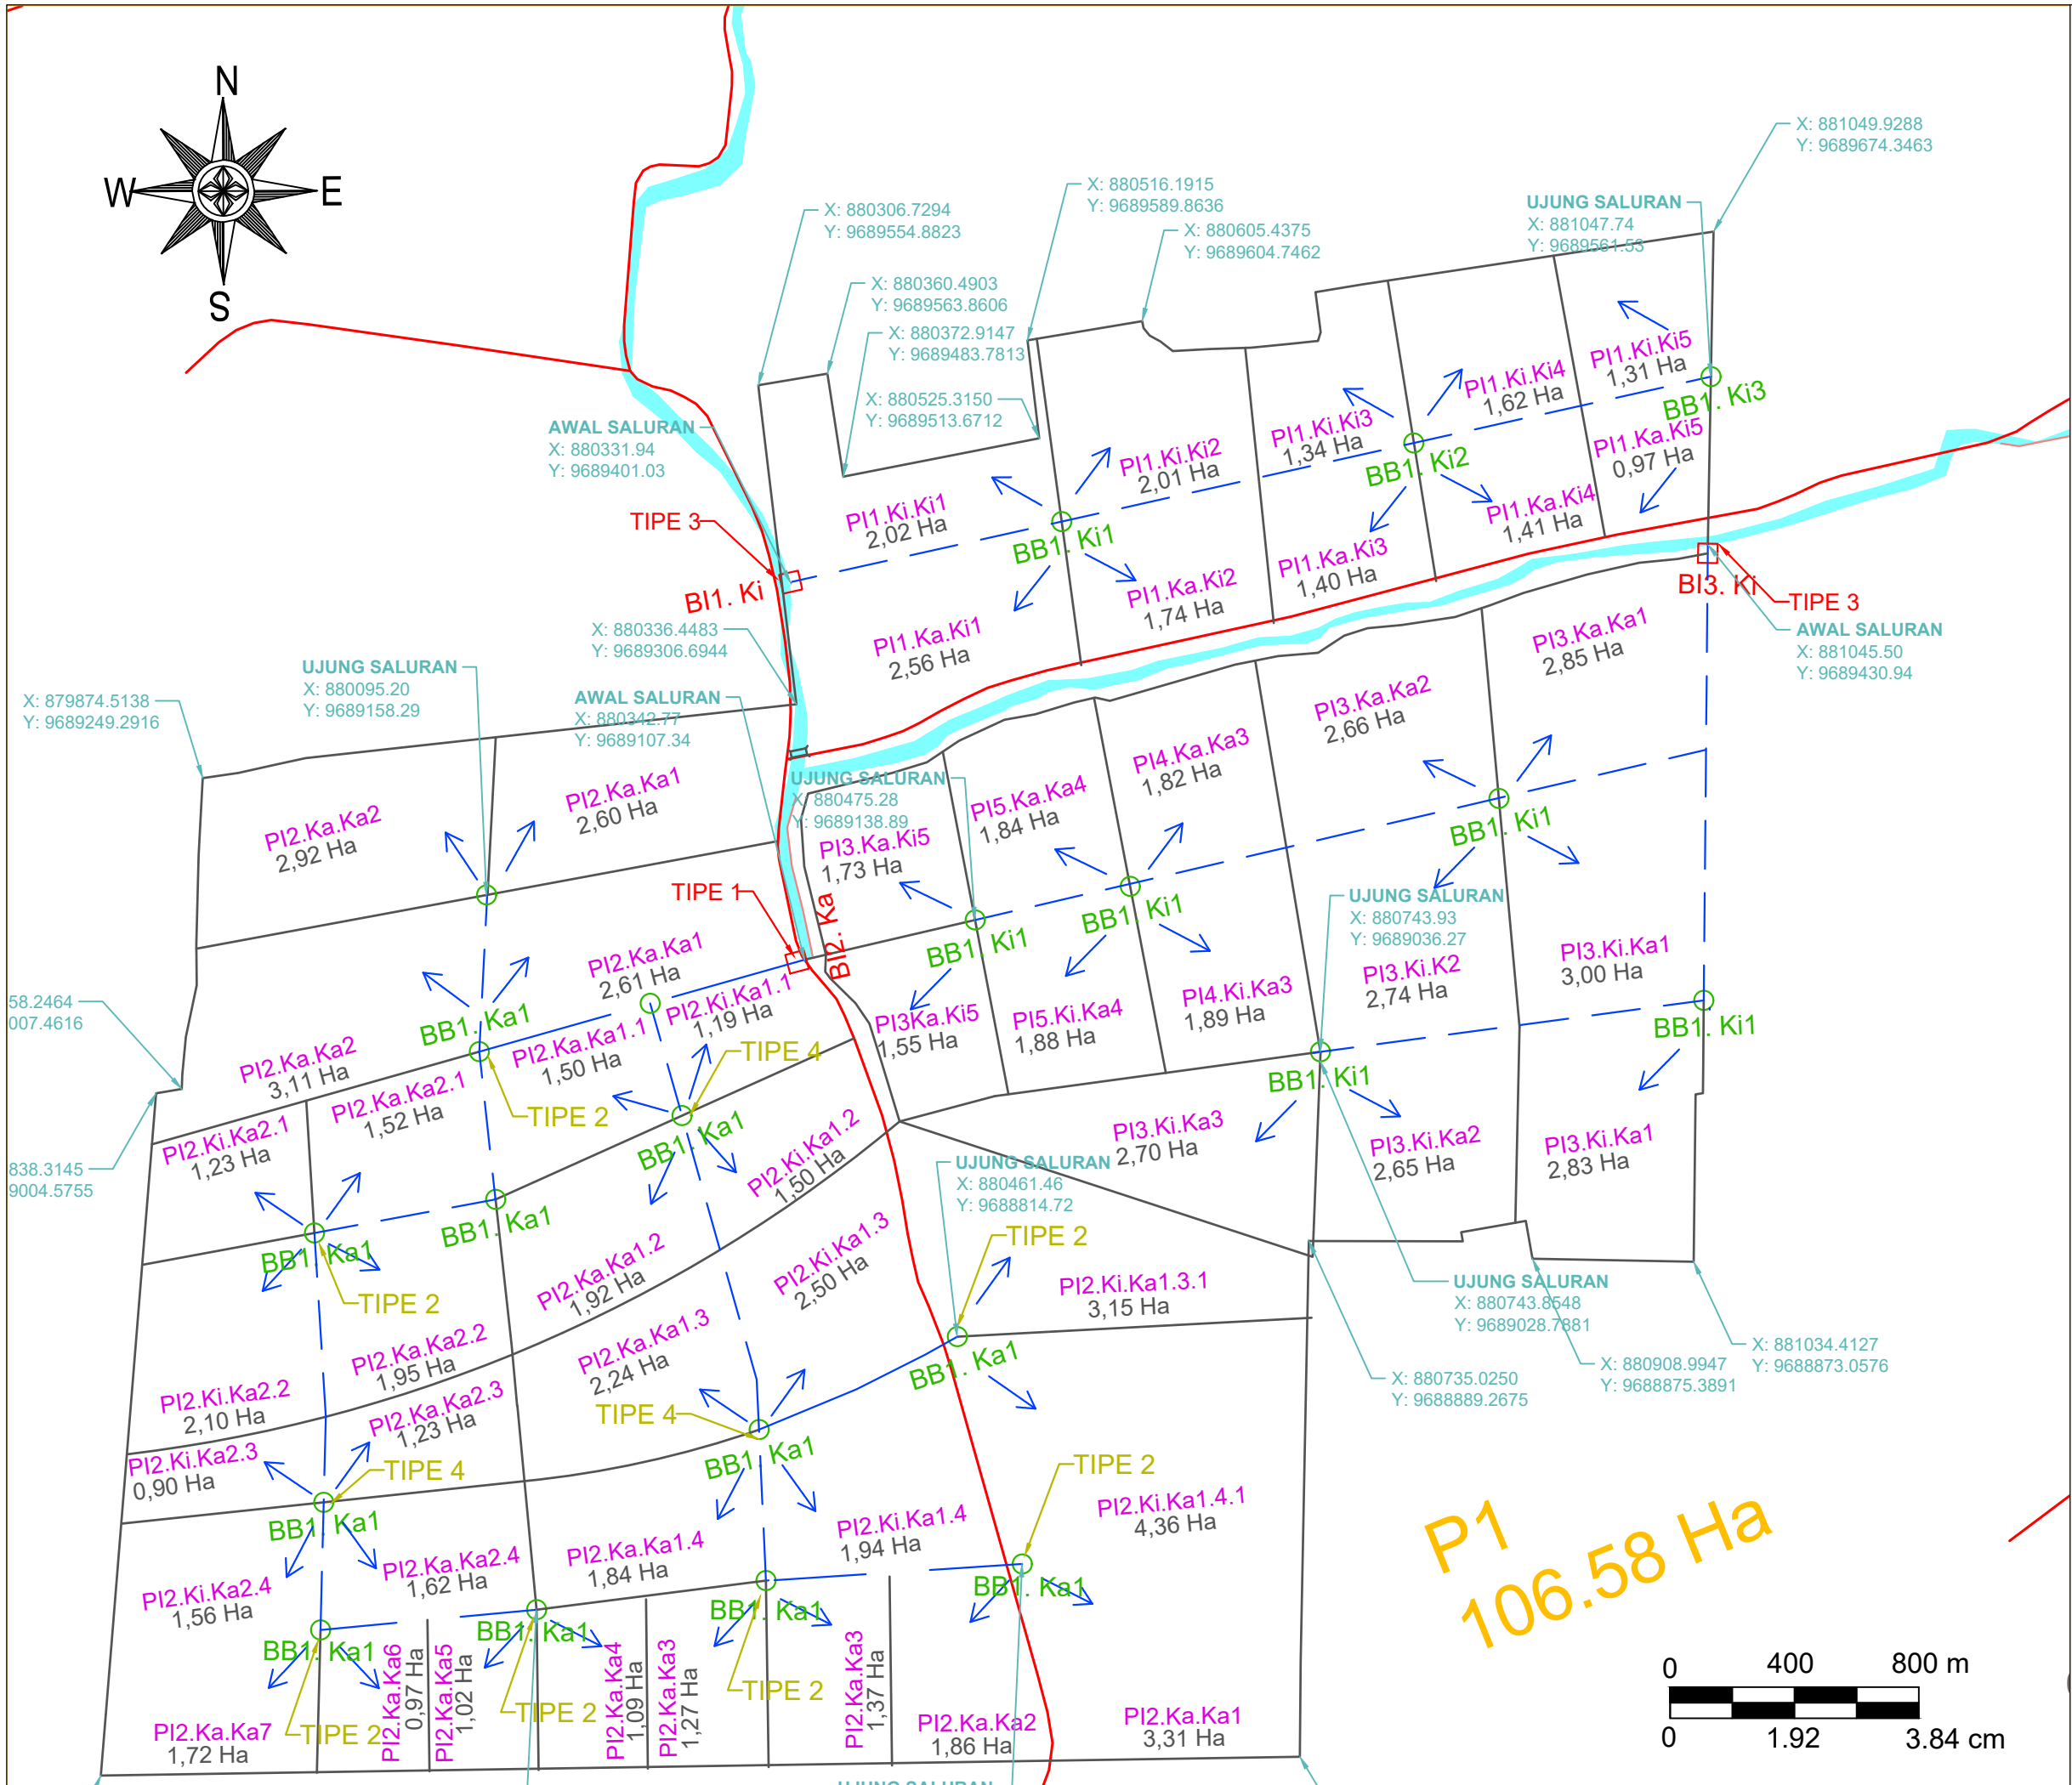 N
W
E
S
X: 881049.9288
Y: 9689674.3463
X: 880516.1915
Y: 9689589.8636
X: 880306.7294
Y: 9689554.8823
X: 880605.4375
Y: 9689604.7462
UJUNG SALURAN
X: 881047.74
Y: 9689561.53
X: 880360.4903
Y: 9689563.8606
X: 880372.9147
Y: 9689483.7813
X: 880525.3150
Y: 9689513.6712
AWAL SALURAN
X: 880331.94
Y: 9689401.03
TIPE 3
BI1. Ki
PI1.Ki.Ki1
2,02 Ha
BB1. Ki1
PI1.Ki.Ki2
2,01 Ha
PI1.Ki.Ki3
1,34 Ha
BB1. Ki2
PI1.Ki.Ki4
1,62 Ha
PI1.Ki.Ki5
1,31 Ha
BB1. Ki3
PI1.Ka.Ki5
0,97 Ha
PI1.Ka.Ki4
1,41 Ha
PI1.Ka.Ki3
1,40 Ha
PI1.Ka.Ki2
1,74 Ha
PI1.Ka.Ki1
2,56 Ha
BI3. Ki
TIPE 3
AWAL SALURAN
X: 881045.50
Y: 9689430.94
X: 880336.4483
Y: 9689306.6944
UJUNG SALURAN
X: 880095.20
Y: 9689158.29
AWAL SALURAN
X: 880342.77
Y: 9689107.34
X: 879874.5138
Y: 9689249.2916
PI3.Ka.Ka1
2,85 Ha
PI3.Ka.Ka2
2,66 Ha
PI4.Ka.Ka3
1,82 Ha
PI5.Ka.Ka4
1,84 Ha
UJUNG SALURAN
X: 880475.28
Y: 9689138.89
PI3.Ka.Ki5
1,73 Ha
PI2.Ka.Ka1
2,60 Ha
PI2.Ka.Ka2
2,92 Ha
TIPE 1
BI2. Ka
BB1. Ki1
BB1. Ki1
BB1. Ki1
UJUNG SALURAN
X: 880743.93
Y: 9689036.27
PI3.Ki.Ka1
3,00 Ha
PI3.Ki.K2
2,74 Ha
PI4.Ki.Ka3
1,89 Ha
PI5.Ki.Ka4
1,88 Ha
PI3Ka.Ki5
1,55 Ha
BB1. Ki1
BB1. Ki1
PI2.Ka.Ka1
2,61 Ha
PI2.Ki.Ka1.1
1,19 Ha
58.2464
007.4616
BB1. Ka1
PI2.Ka.Ka1.1
1,50 Ha
TIPE 4
PI2.Ka.Ka2
3,11 Ha
PI2.Ka.Ka2.1
1,52 Ha
TIPE 2
PI2.Ki.Ka2.1
1,23 Ha
838.3145
9004.5755
BB1. Ka1
PI2.Ki.Ka1.2
1,50 Ha
PI3.Ki.Ka3
2,70 Ha
PI3.Ki.Ka2
2,65 Ha
PI3.Ki.Ka1
2,83 Ha
UJUNG SALURAN
X: 880461.46
Y: 9688814.72
TIPE 2
BB1. Ka1
BB1. Ka1
TIPE 2
PI2.Ka.Ka1.2
1,92 Ha
PI2.Ki.Ka1.3
2,50 Ha
PI2.Ki.Ka1.3.1
3,15 Ha
UJUNG SALURAN
X: 880743.8548
Y: 9689028.7881
X: 881034.4127
Y: 9688873.0576
X: 880908.9947
Y: 9688875.3891
X: 880735.0250
Y: 9688889.2675
BB1. Ka1
PI2.Ka.Ka2.2
1,95 Ha
PI2.Ka.Ka1.3
2,24 Ha
PI2.Ki.Ka2.2
2,10 Ha
PI2.Ka.Ka2.3
1,23 Ha
TIPE 4
BB1. Ka1
PI2.Ki.Ka2.3
0,90 Ha
TIPE 4
TIPE 2
BB1. Ka1
PI2.Ki.Ka1.4
1,94 Ha
PI2.Ki.Ka1.4.1
4,36 Ha
P1
106.58 Ha
PI2.Ka.Ka1.4
1,84 Ha
PI2.Ka.Ka2.4
1,62 Ha
PI2.Ki.Ka2.4
1,56 Ha
BB1. Ka1
BB1. Ka1
BB1. Ka1
BB1. Ka1
PI2.Ka.Ka6
0,97 Ha
PI2.Ka.Ka5
1,02 Ha
PI2.Ka.Ka4
1,09 Ha
PI2.Ka.Ka3
1,27 Ha
PI2.Ka.Ka3
1,37 Ha
TIPE 2
TIPE 2
TIPE 2
PI2.Ka.Ka7
1,72 Ha
PI2.Ka.Ka2
1,86 Ha
PI2.Ka.Ka1
3,31 Ha
0 400 800 m
0 1.92 3.84 cm
UJUNG SALURAN